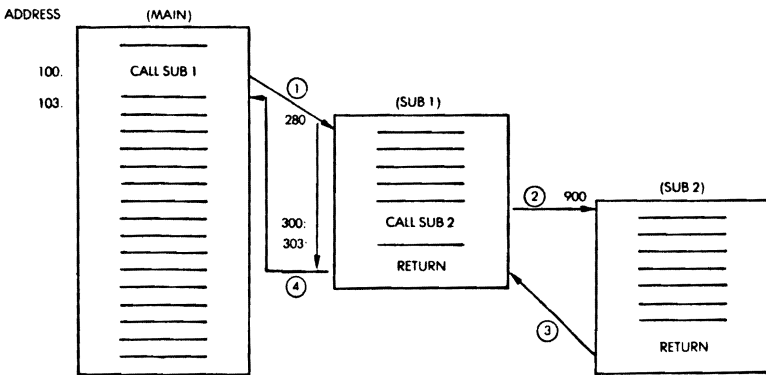 ADDRESS (MAIN)
100. CALL SUB 1
103.
①
280
(SUB 1)
300: CALL SUB 2
303·
RETURN
④
② 900
(SUB 2)
③
RETURN